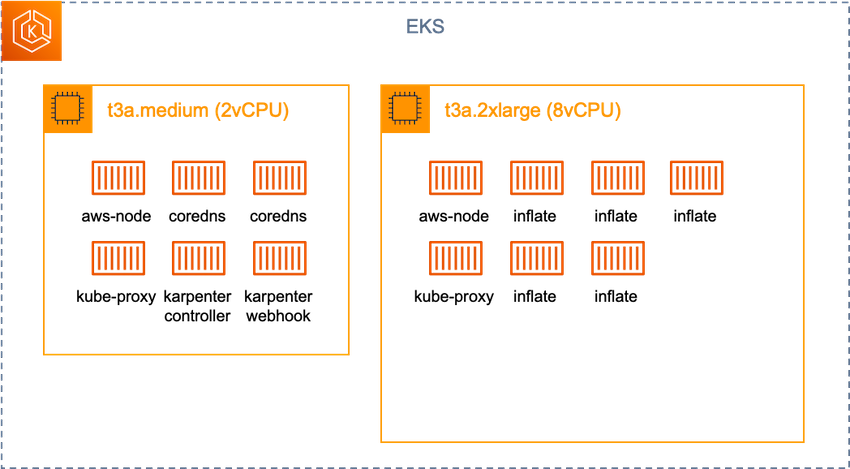 EKS
K
t3a.medium (2vCPU)
aws-node
coredns
coredns
kube-proxy
karpenter
controller
karpenter
webhook
t3a.2xlarge (8vCPU)
aws-node
inflate
inflate
inflate
kube-proxy
inflate
inflate